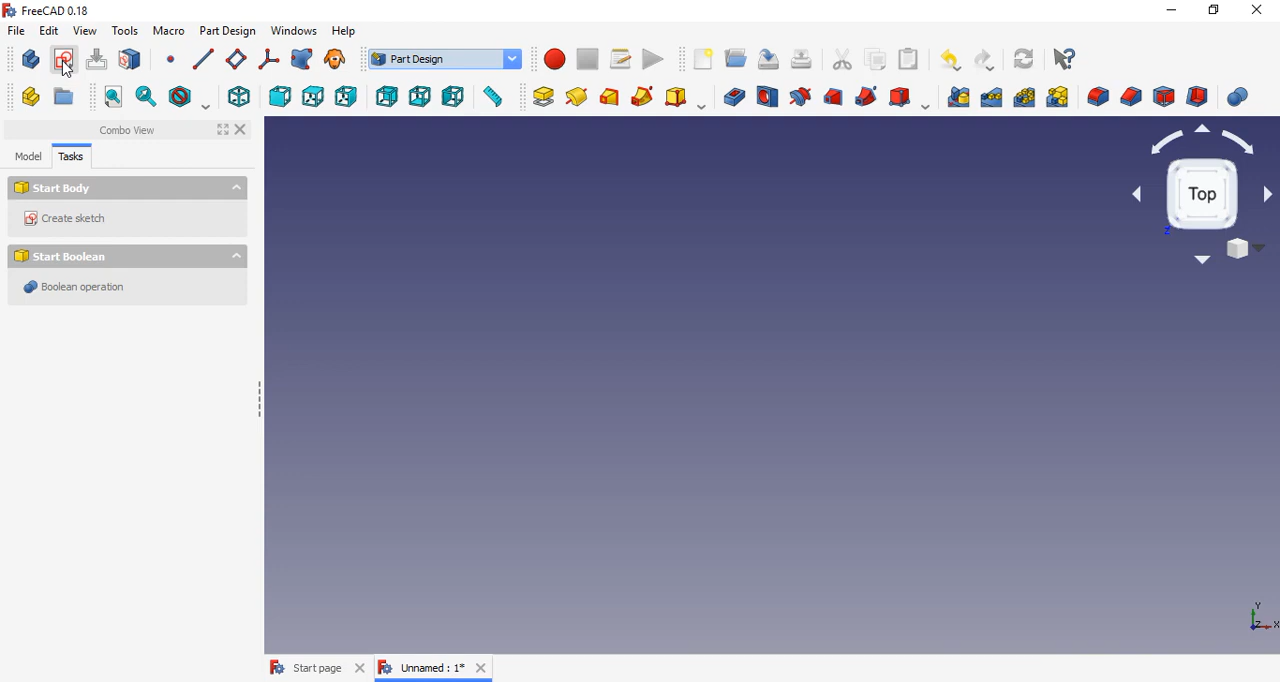 FreeCAD 0.18
File Edit View Tools Macro Part Design Windows Help
Part Design
Combo View
Model Tasks
Start Body
Create sketch
Start Boolean
Boolean operation
Top
Z
Y
Z X
Start page Unnamed : 1*